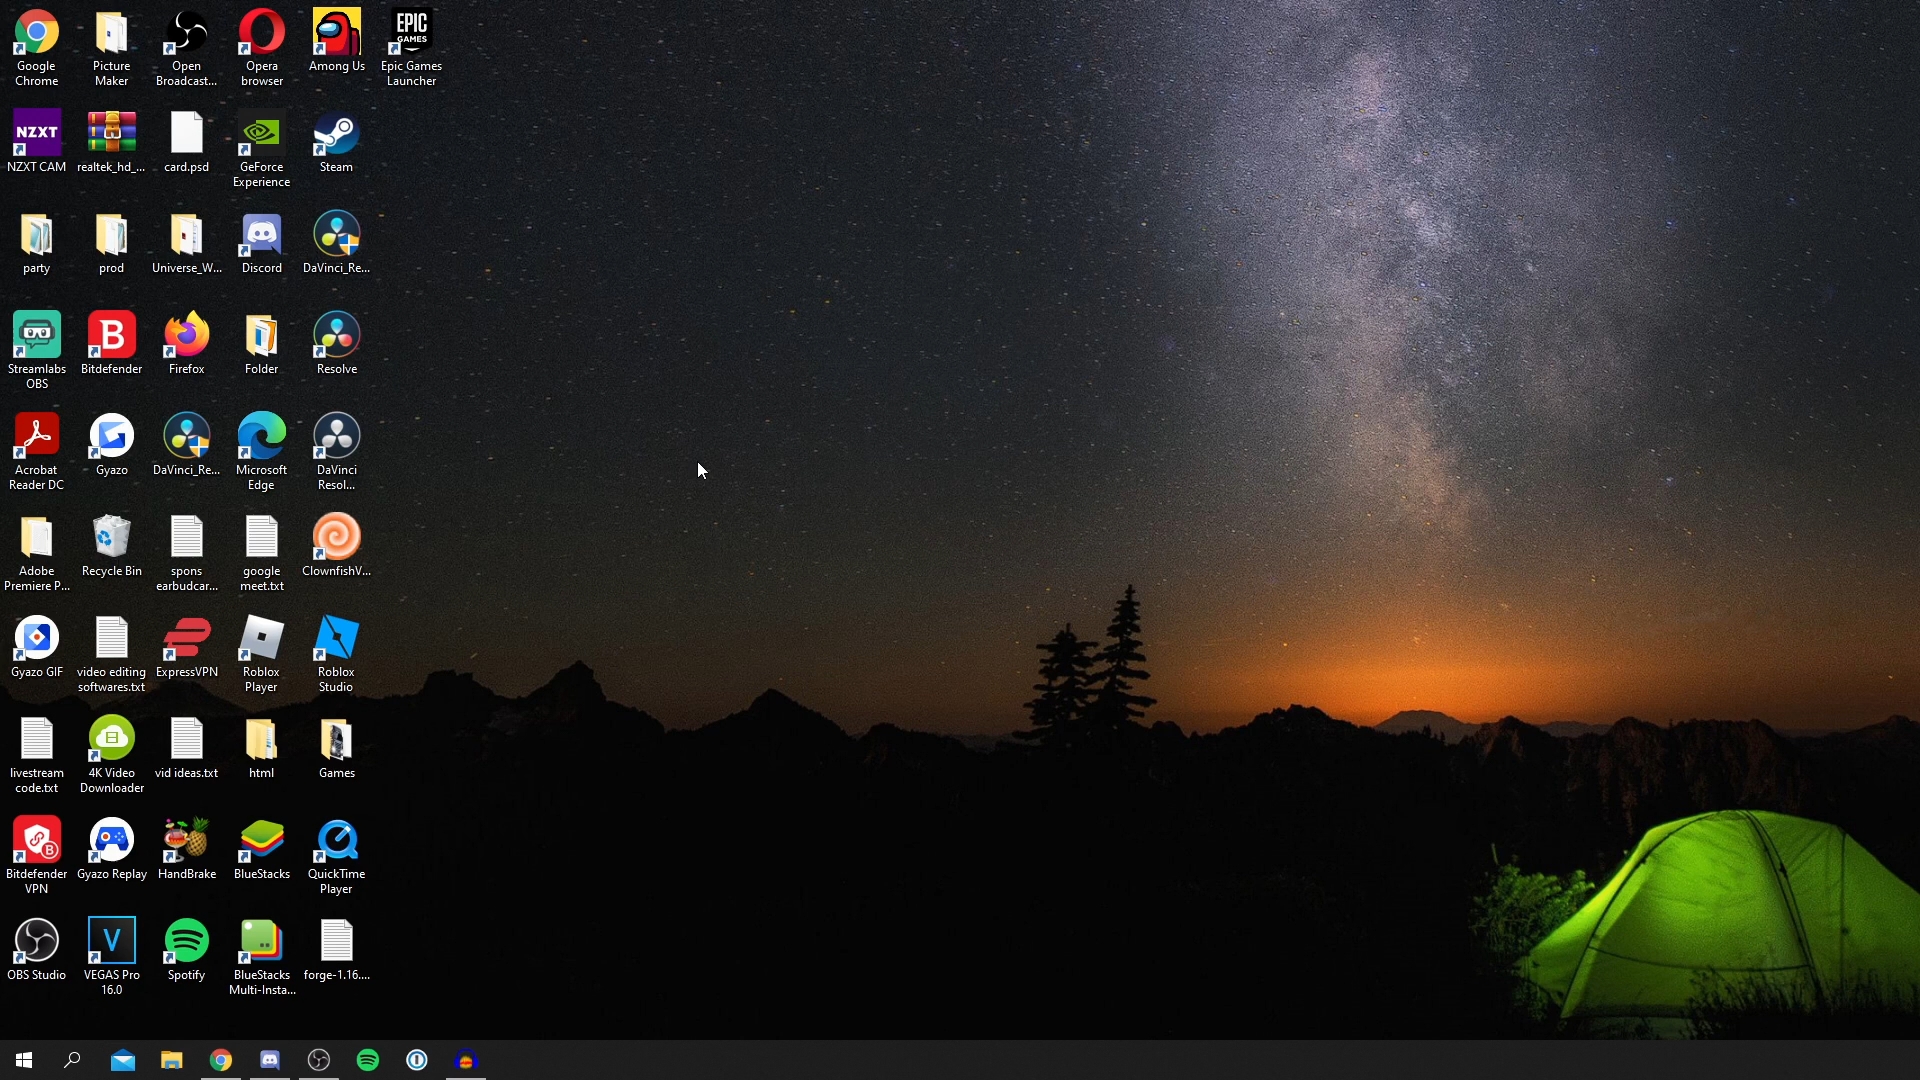 EPIC
GAMES
Google
Chrome
Picture
Maker
Open
Broadcast...
Opera
browser
Among Us
Epic Games
Launcher
NZXT
NZXT CAM
realtek_hd_...
card.psd
GeForce
Experience
Steam
party
prod
Universe_W...
Discord
DaVinci_Re...
B
Streamlabs
OBS
Bitdefender
Firefox
Folder
Resolve
Acrobat
Reader DC
Gyazo
DaVinci_Re...
Microsoft
Edge
DaVinci
Resol...
Adobe
Premiere P...
Recycle Bin
spons
earbudcar...
google
meet.txt
ClownfishV...
Gyazo GIF
video editing
softwares.txt
ExpressVPN
Roblox
Player
Roblox
Studio
livestream
code.txt
4K Video
Downloader
vid ideas.txt
html
Games
B
Bitdefender
VPN
Gyazo Replay
HandBrake
BlueStacks
QuickTime
Player
V
OBS Studio
VEGAS Pro
16.0
Spotify
BlueStacks
Multi-Insta...
forge-1.16....